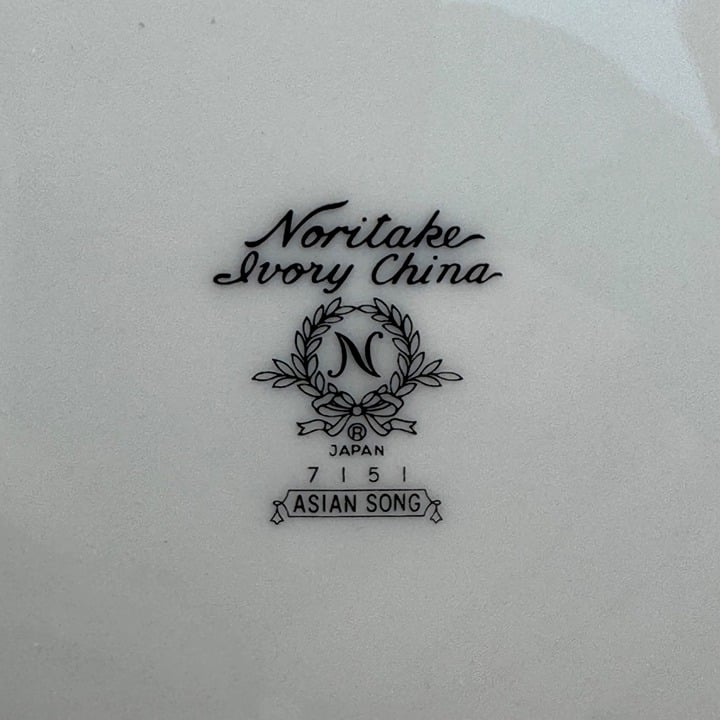 Noritake
Ivory China
N
®
JAPAN
7151
ASIAN SONG